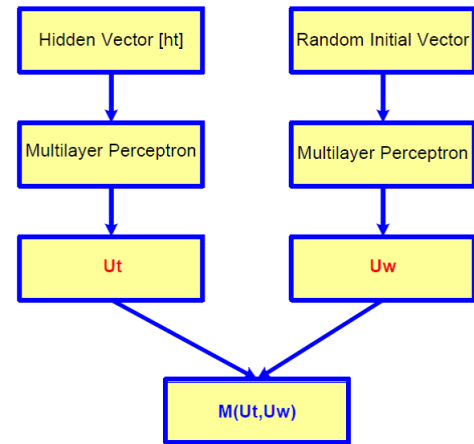 Hidden Vector [ht]
Random Initial Vector
Multilayer Perceptron
Multilayer Perceptron
Ut
Uw
M(Ut,Uw)